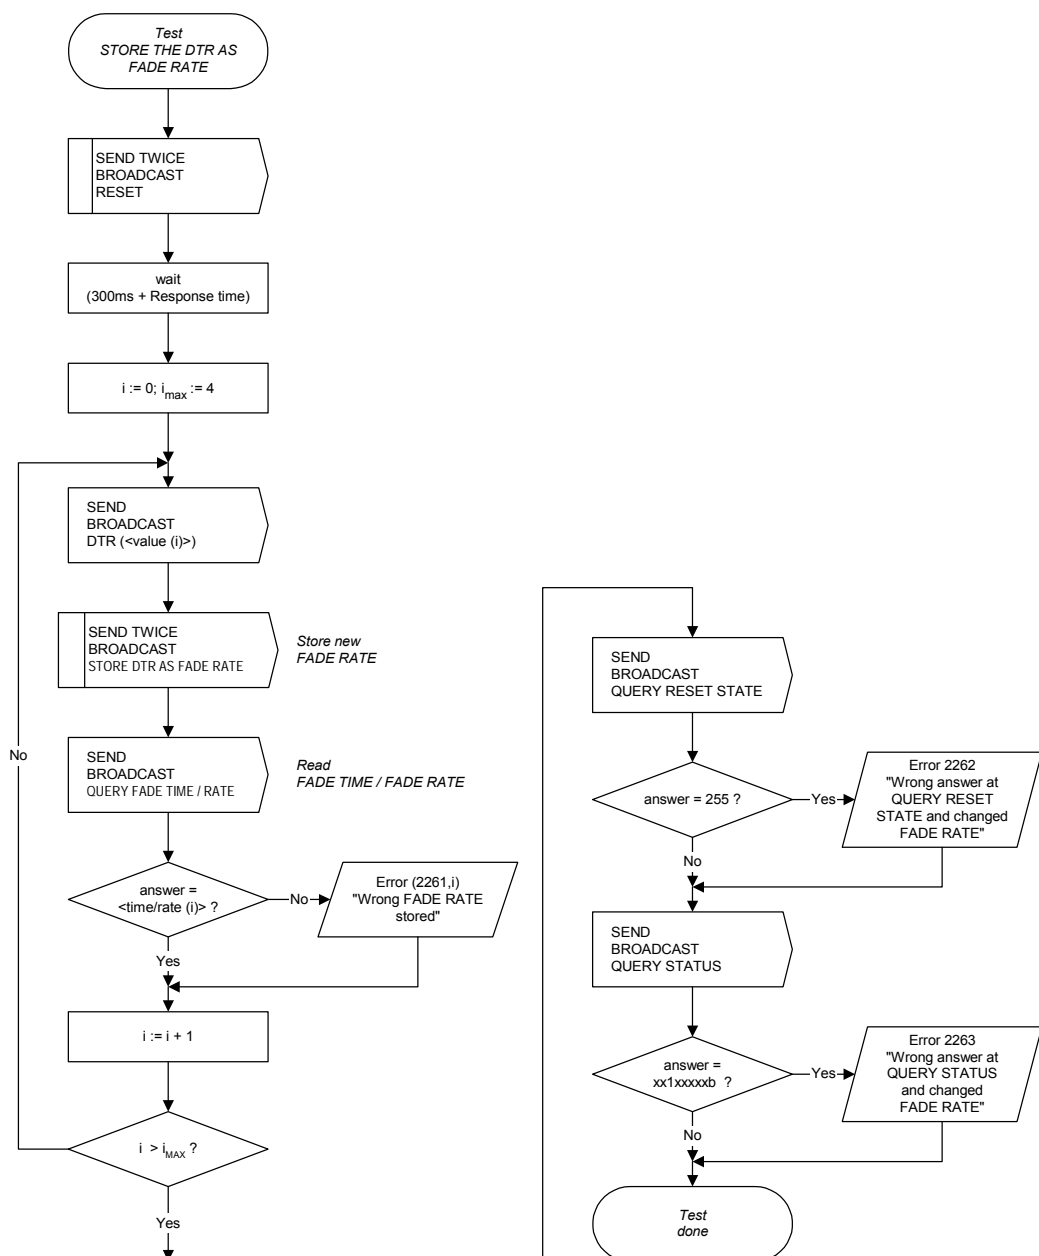 Test
STORE THE DTR AS
FADE RATE
SEND TWICE
BROADCAST
RESET
wait
(300ms + Response time)
i := 0; imax := 4
SEND
BROADCAST
DTR (<value (i)>)
SEND TWICE
BROADCAST
STORE DTR AS FADE RATE
Store new
FADE RATE
No
SEND
BROADCAST
QUERY FADE TIME / RATE
Read
FADE TIME / FADE RATE
answer =
<time/rate (i)> ?
No
Error (2261,i)
"Wrong FADE RATE
stored"
Yes
i := i + 1
i > iMAX ?
Yes
SEND
BROADCAST
QUERY RESET STATE
answer = 255 ?
Yes
Error 2262
"Wrong answer at
QUERY RESET
STATE and changed
FADE RATE"
No
SEND
BROADCAST
QUERY STATUS
answer =
xx1xxxxxb ?
Yes
Error 2263
"Wrong answer at
QUERY STATUS
and changed
FADE RATE"
No
Test
done